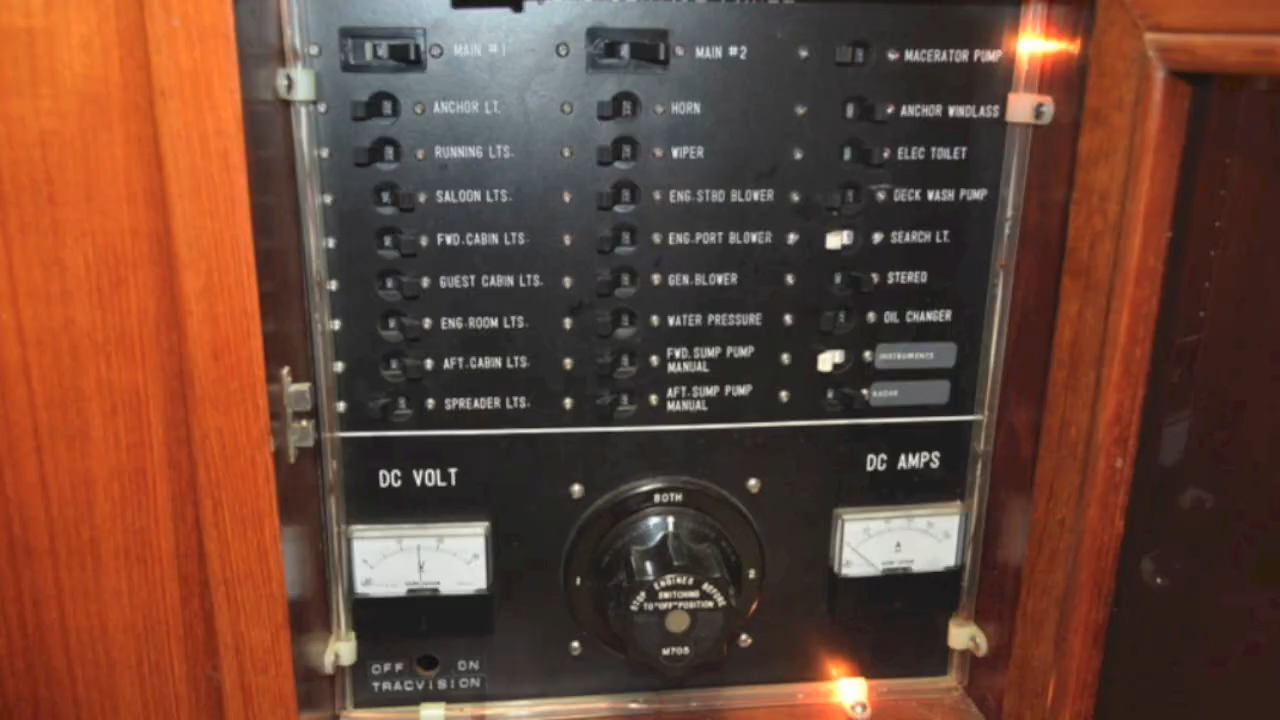 MAIN #1
MAIN #2
MACERATOR PUMP
ANCHOR LT.
HORN
ANCHOR WINDLASS
RUNNING LTS.
WIPER
ELEC TOILET
SALOON LTS.
ENG.STBD BLOWER
DECK WASH PUMP
FWD.CABIN LTS.
ENG.PORT BLOWER
SEARCH LT.
GUEST CABIN LTS.
GEN.BLOWER
STEREO
ENG.ROOM LTS.
WATER PRESSURE
OIL CHANGER
AFT.CABIN LTS.
FWD.SUMP PUMP
MANUAL
INSTRUMENTS
SPREADER LTS.
AFT.SUMP PUMP
MANUAL
RADAR
DC VOLT
DC AMPS
BOTH
1
2
V
A
STOP ENGINES BEFORE
SWITCHING
TO "OFF" POSITION
M705
OFF ON
TRACVISION